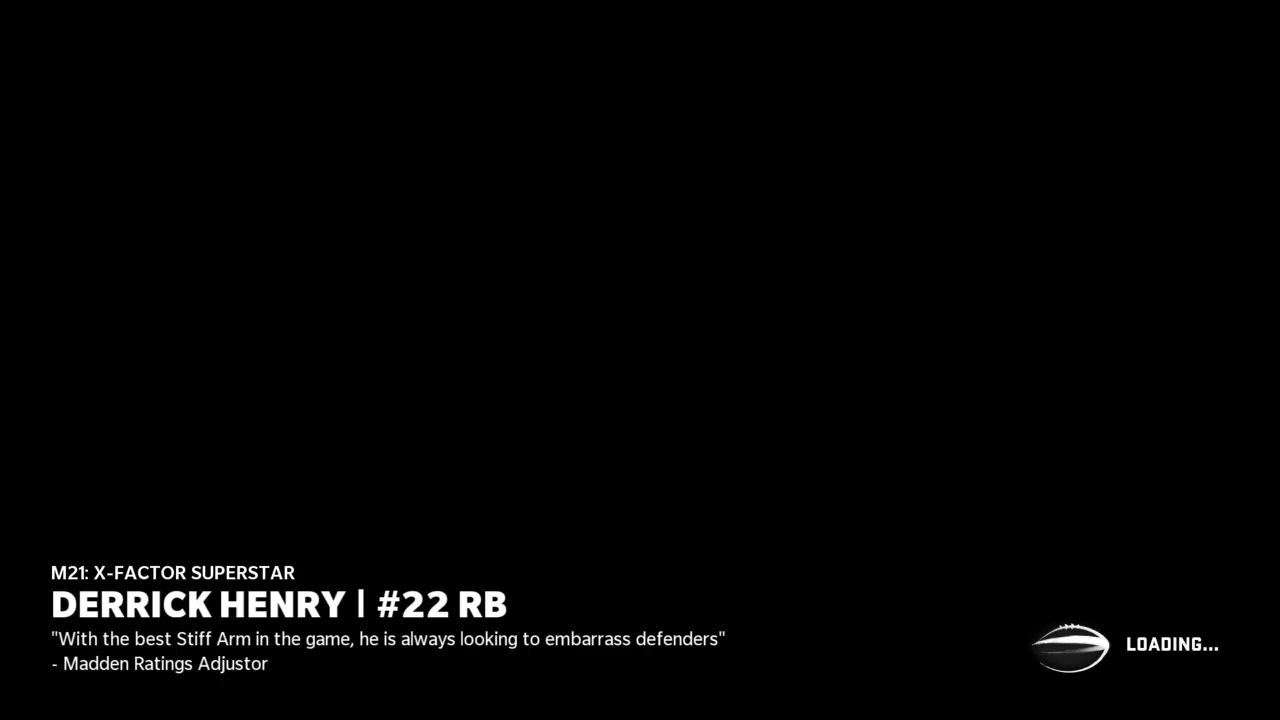 M21: X-FACTOR SUPERSTAR
DERRICK HENRY | #22 RB
"With the best Stiff Arm in the game, he is always looking to embarrass defenders"
- Madden Ratings Adjustor
LOADING...